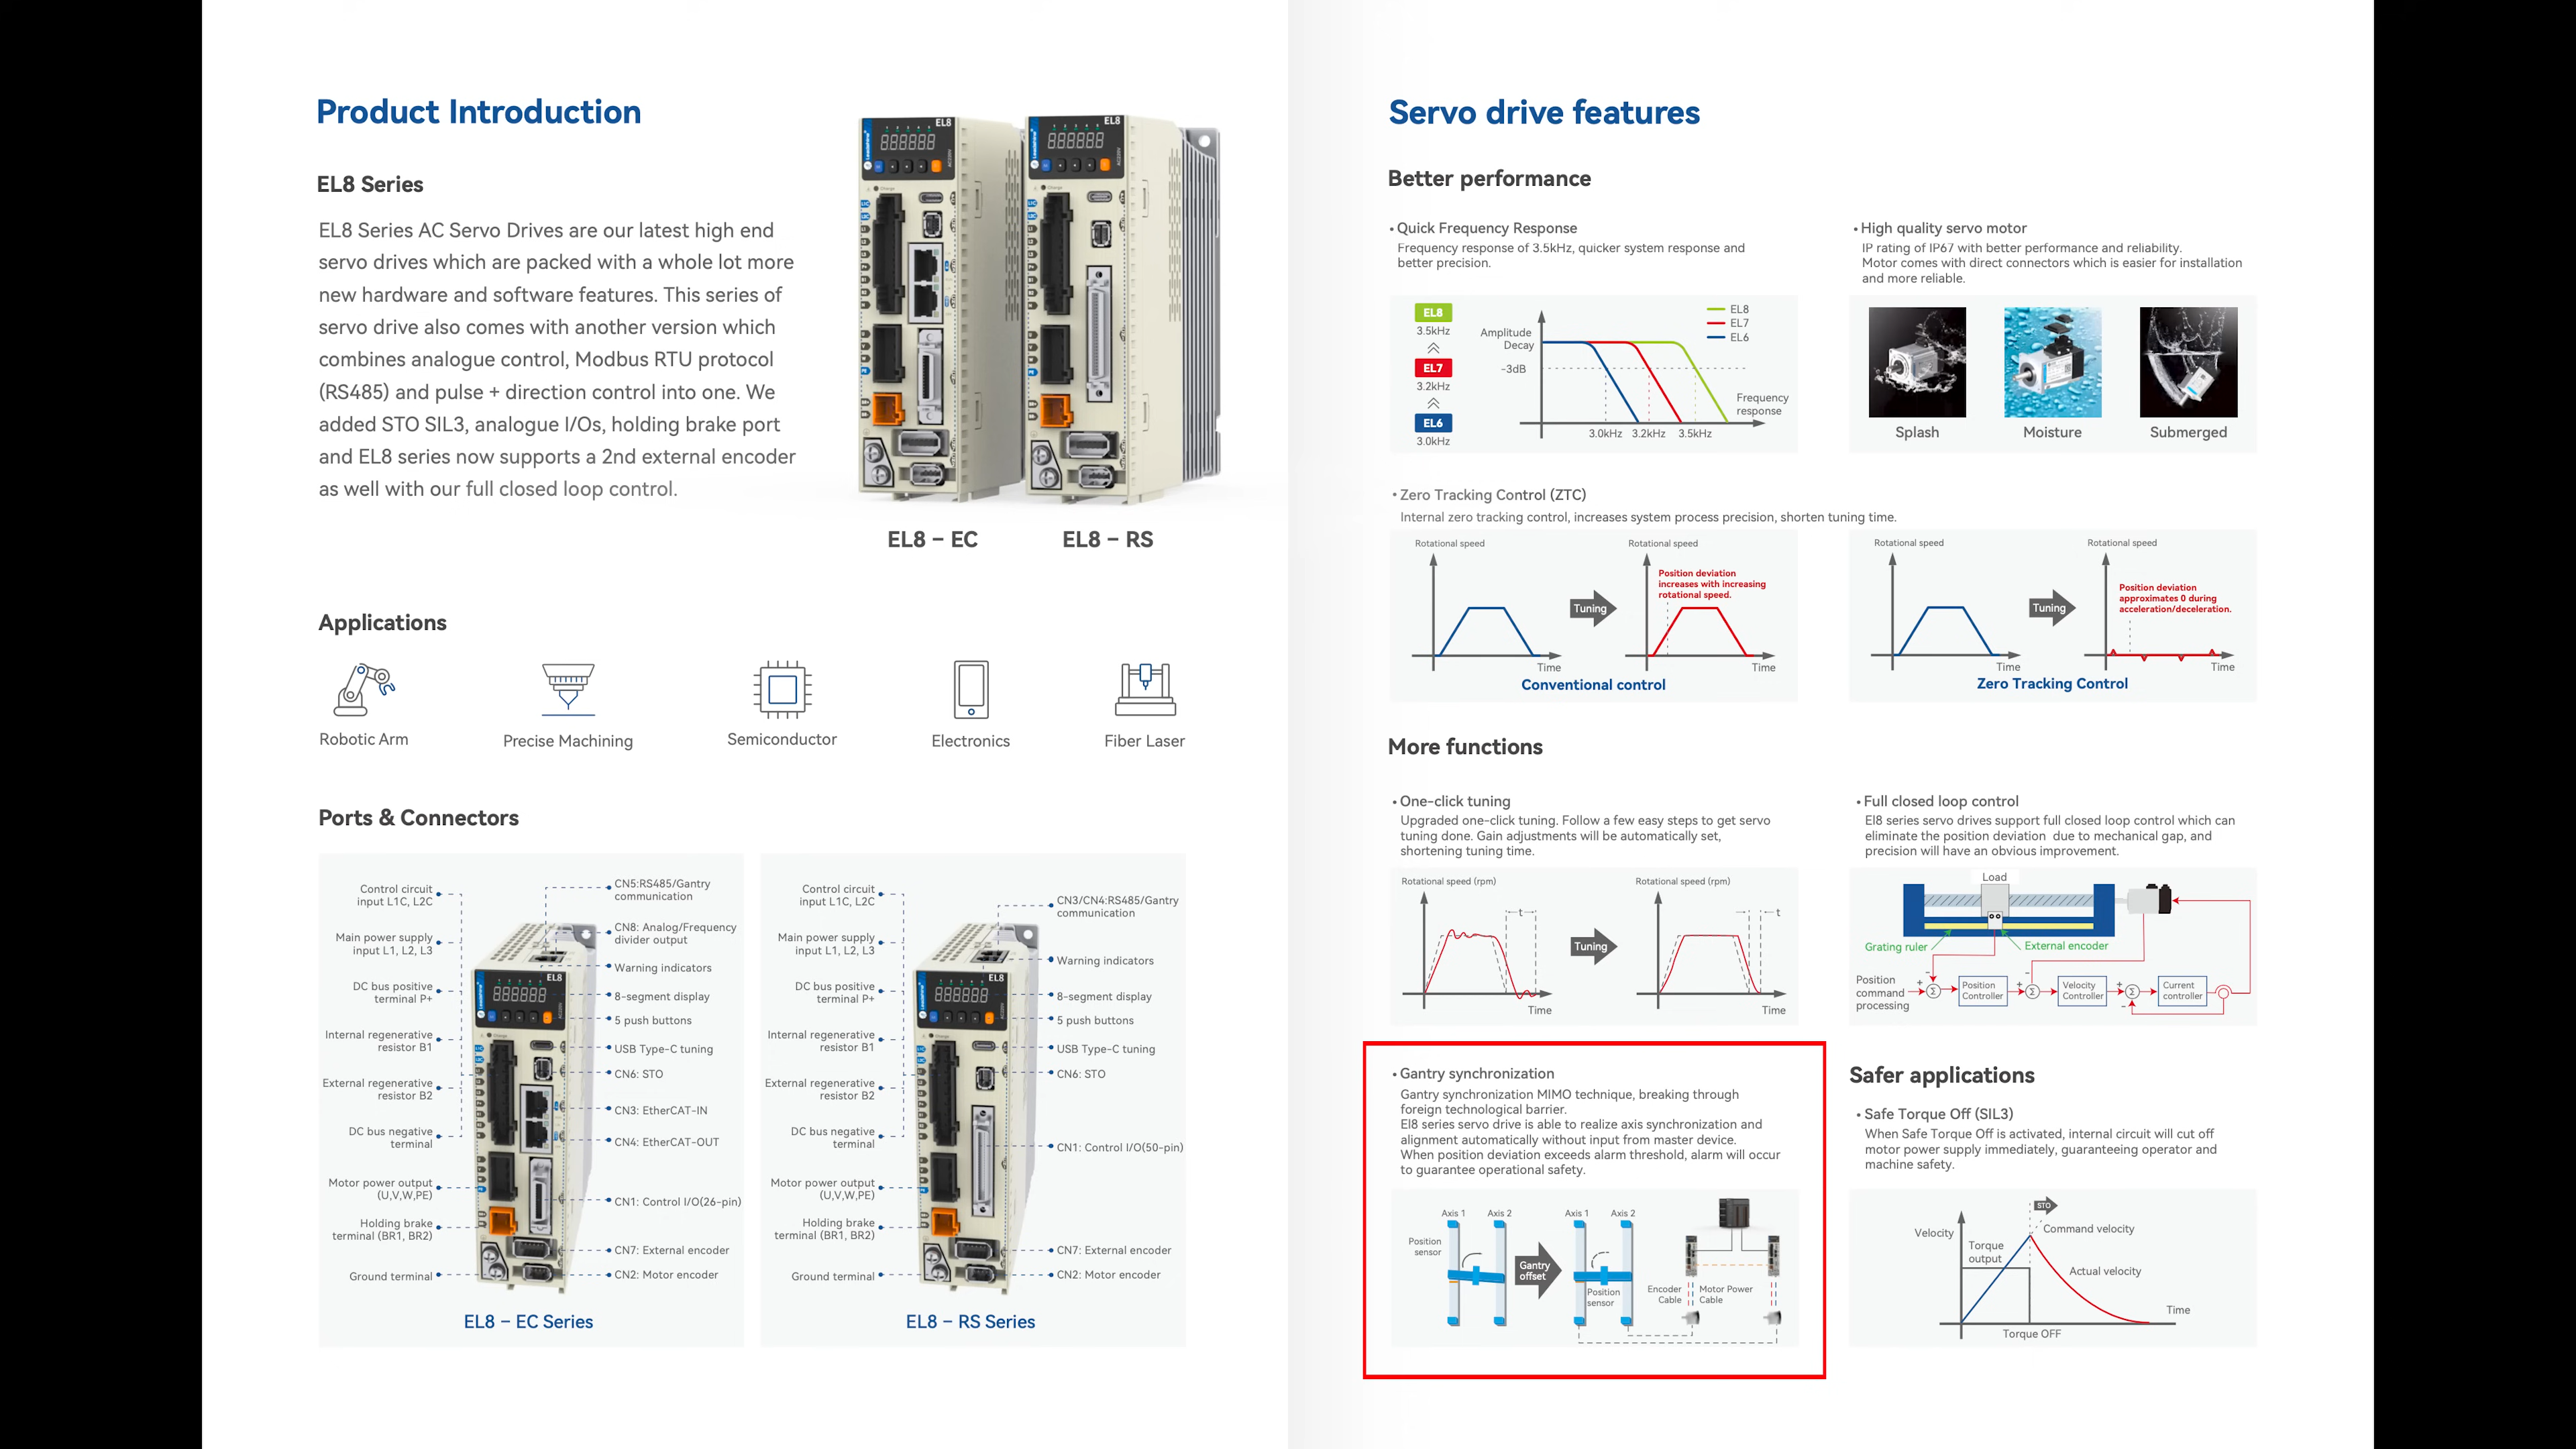 Product Introduction
EL8 Series
EL8 Series AC Servo Drives are our latest high end
servo drives which are packed with a whole lot more
new hardware and software features. This series of
servo drive also comes with another version which
combines analogue control, Modbus RTU protocol
(RS485) and pulse + direction control into one. We
added STO SIL3, analogue I/Os, holding brake port
and EL8 series now supports a 2nd external encoder
as well with our full closed loop control.
EL8
EL8
EL8 – EC
EL8 – RS
Applications
Robotic Arm
Precise Machining
Semiconductor
Electronics
Fiber Laser
Ports & Connectors
Control circuit
input L1C, L2C
Main power supply
input L1, L2, L3
DC bus positive
terminal P+
Internal regenerative
resistor B1
External regenerative
resistor B2
DC bus negative
terminal
Motor power output
(U,V,W,PE)
Holding brake
terminal (BR1, BR2)
Ground terminal
EL8
CN5:RS485/Gantry
communication
CN8: Analog/Frequency
divider output
Warning indicators
8-segment display
5 push buttons
USB Type-C tuning
CN6: STO
CN3: EtherCAT-IN
CN4: EtherCAT-OUT
CN1: Control I/O(26-pin)
CN7: External encoder
CN2: Motor encoder
EL8 – EC Series
Control circuit
input L1C, L2C
Main power supply
input L1, L2, L3
DC bus positive
terminal P+
Internal regenerative
resistor B1
External regenerative
resistor B2
DC bus negative
terminal
Motor power output
(U,V,W,PE)
Holding brake
terminal (BR1, BR2)
Ground terminal
EL8
CN3/CN4:RS485/Gantry
communication
Warning indicators
8-segment display
5 push buttons
USB Type-C tuning
CN6: STO
CN1: Control I/O(50-pin)
CN7: External encoder
CN2: Motor encoder
EL8 – RS Series
Servo drive features
Better performance
• Quick Frequency Response
Frequency response of 3.5kHz, quicker system response and
better precision.
EL8
3.5kHz
EL7
3.2kHz
EL6
3.0kHz
Amplitude
Decay
-3dB
EL8
EL7
EL6
Frequency
response
3.0kHz 3.2kHz 3.5kHz
• High quality servo motor
IP rating of IP67 with better performance and reliability.
Motor comes with direct connectors which is easier for installation
and more reliable.
Splash
Moisture
Submerged
• Zero Tracking Control (ZTC)
Internal zero tracking control, increases system process precision, shorten tuning time.
Rotational speed
Time
Tuning
Rotational speed
Position deviation
increases with increasing
rotational speed.
Time
Conventional control
Rotational speed
Time
Tuning
Rotational speed
Position deviation
approximates 0 during
acceleration/deceleration.
Time
Zero Tracking Control
More functions
• One-click tuning
Upgraded one-click tuning. Follow a few easy steps to get servo
tuning done. Gain adjustments will be automatically set,
shortening tuning time.
Rotational speed (rpm)
t
Time
Tuning
Rotational speed (rpm)
t
Time
• Full closed loop control
El8 series servo drives support full closed loop control which can
eliminate the position deviation due to mechanical gap, and
precision will have an obvious improvement.
Load
Grating ruler
External encoder
Position
command
processing
+
-
Σ
Position
Controller
+
-
Σ
Velocity
Controller
+
-
Σ
Current
controller
• Gantry synchronization
Gantry synchronization MIMO technique, breaking through
foreign technological barrier.
El8 series servo drive is able to realize axis synchronization and
alignment automatically without input from master device.
When position deviation exceeds alarm threshold, alarm will occur
to guarantee operational safety.
Axis 1
Axis 2
Position
sensor
Gantry
offset
Axis 1
Axis 2
Position
sensor
Encoder
Cable
Motor Power
Cable
Safer applications
• Safe Torque Off (SIL3)
When Safe Torque Off is activated, internal circuit will cut off
motor power supply immediately, guaranteeing operator and
machine safety.
STO
Velocity
Command velocity
Torque
output
Actual velocity
Time
Torque OFF